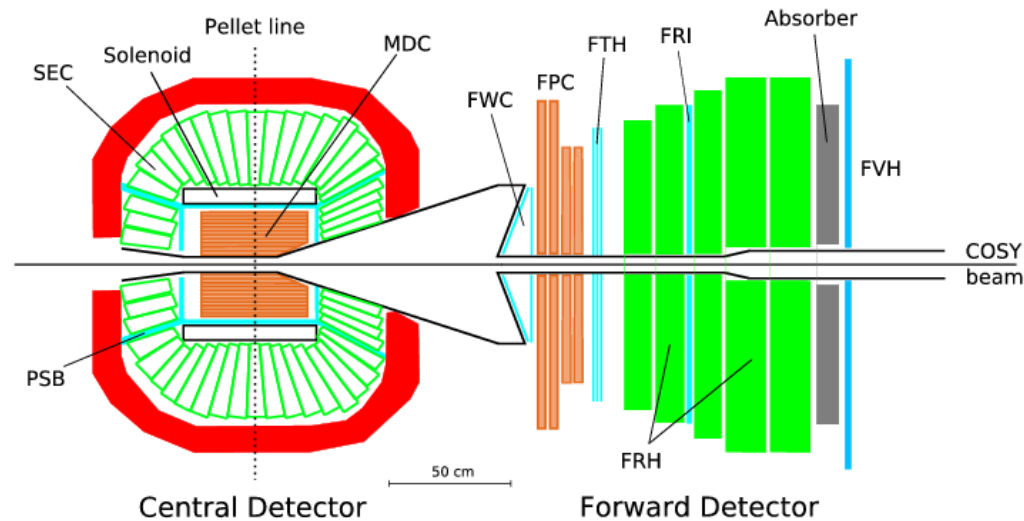 Pellet line
Solenoid
MDC
SEC
FWC
FPC
FTH
FRI
Absorber
FVH
COSY
beam
PSB
FRH
50 cm
Central Detector
Forward Detector